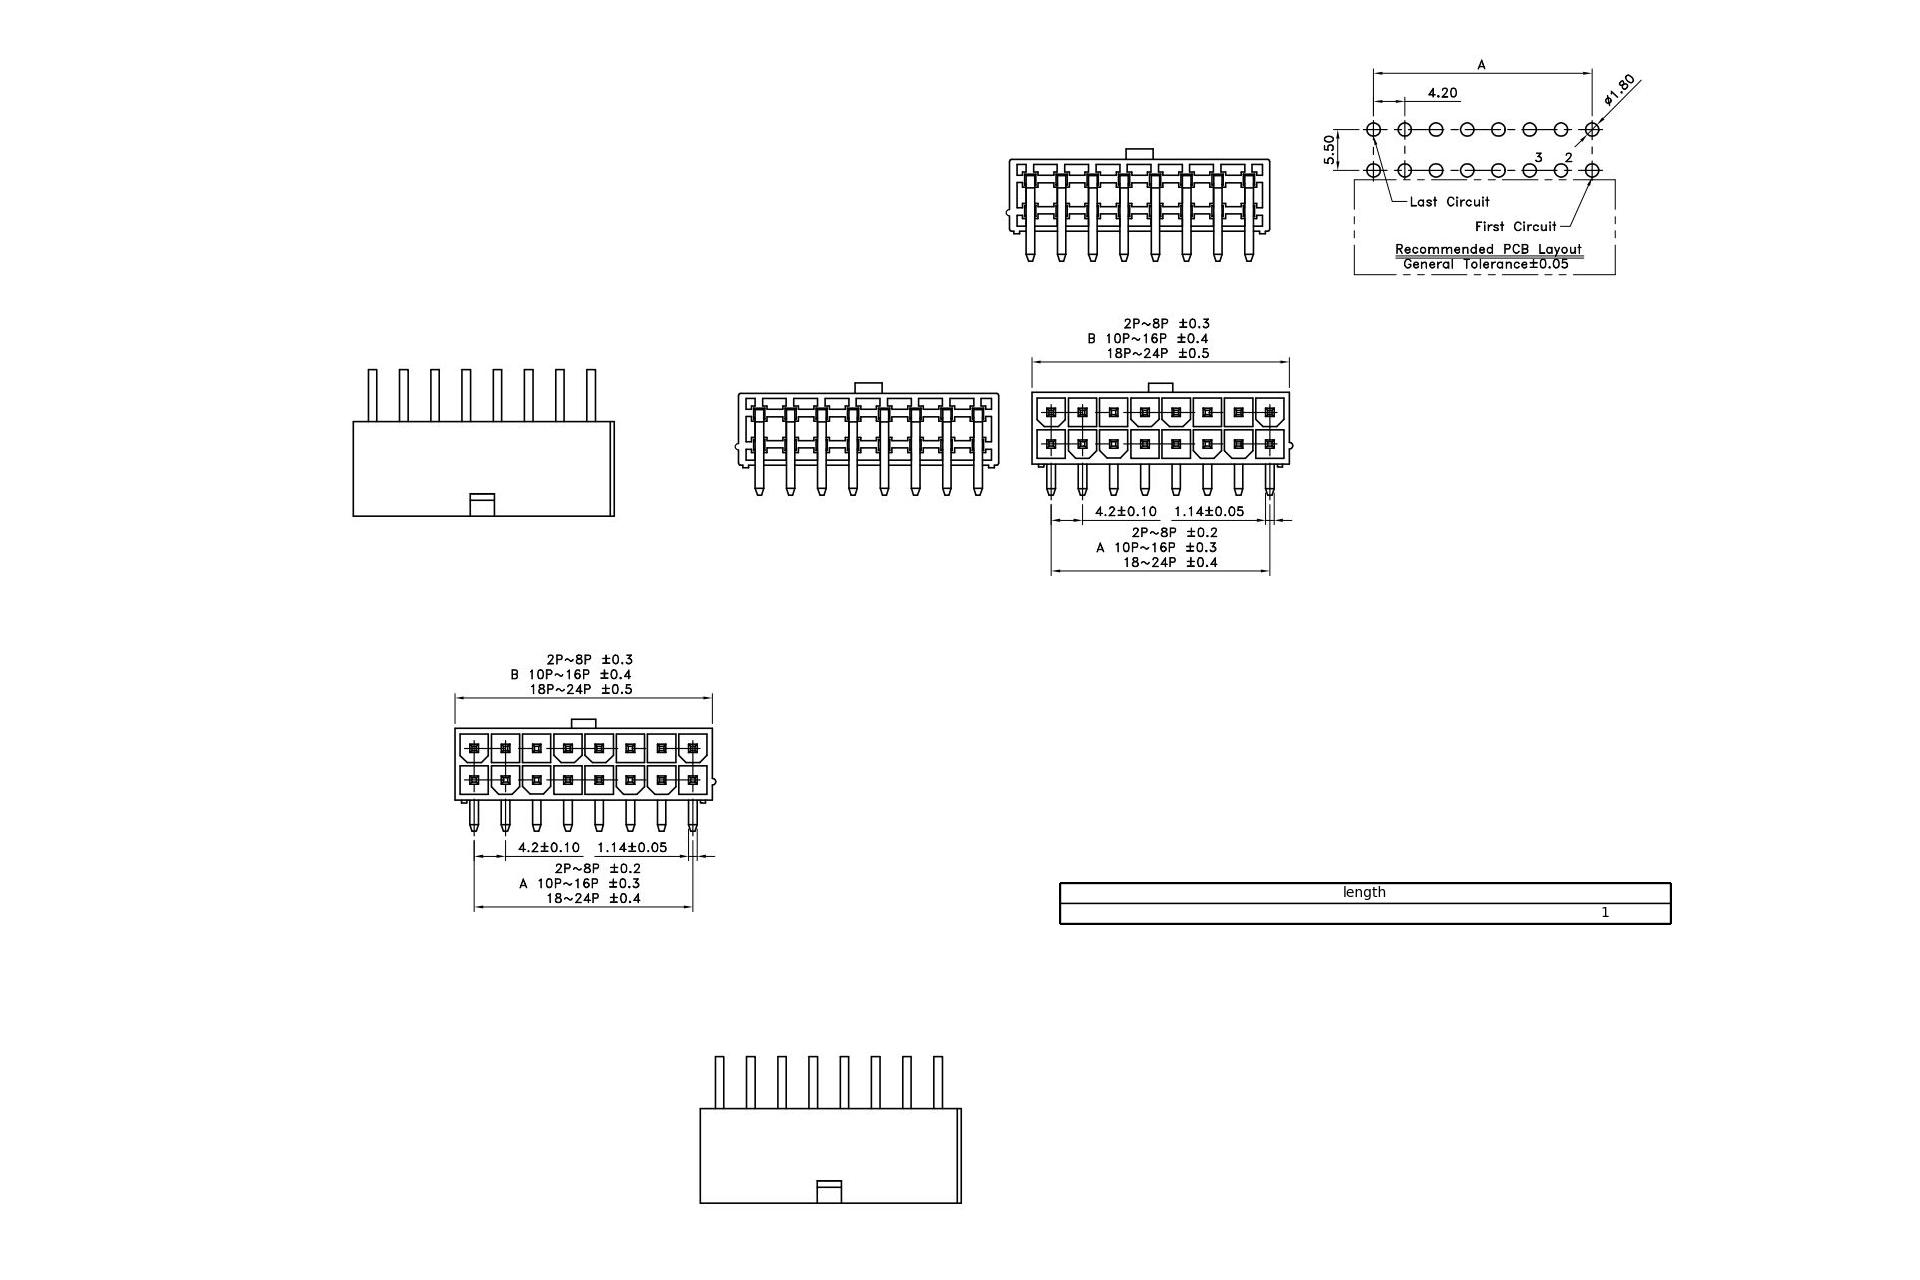 A
4.20
ø1.80
5.50
3 2
Last Circuit
First Circuit
Recommended PCB Layout
General Tolerance±0.05
2P~8P ±0.3
B 10P~16P ±0.4
18P~24P ±0.5
4.2±0.10 1.14±0.05
2P~8P ±0.2
A 10P~16P ±0.3
18~24P ±0.4
2P~8P ±0.3
B 10P~16P ±0.4
18P~24P ±0.5
4.2±0.10 1.14±0.05
2P~8P ±0.2
A 10P~16P ±0.3
18~24P ±0.4
length
1